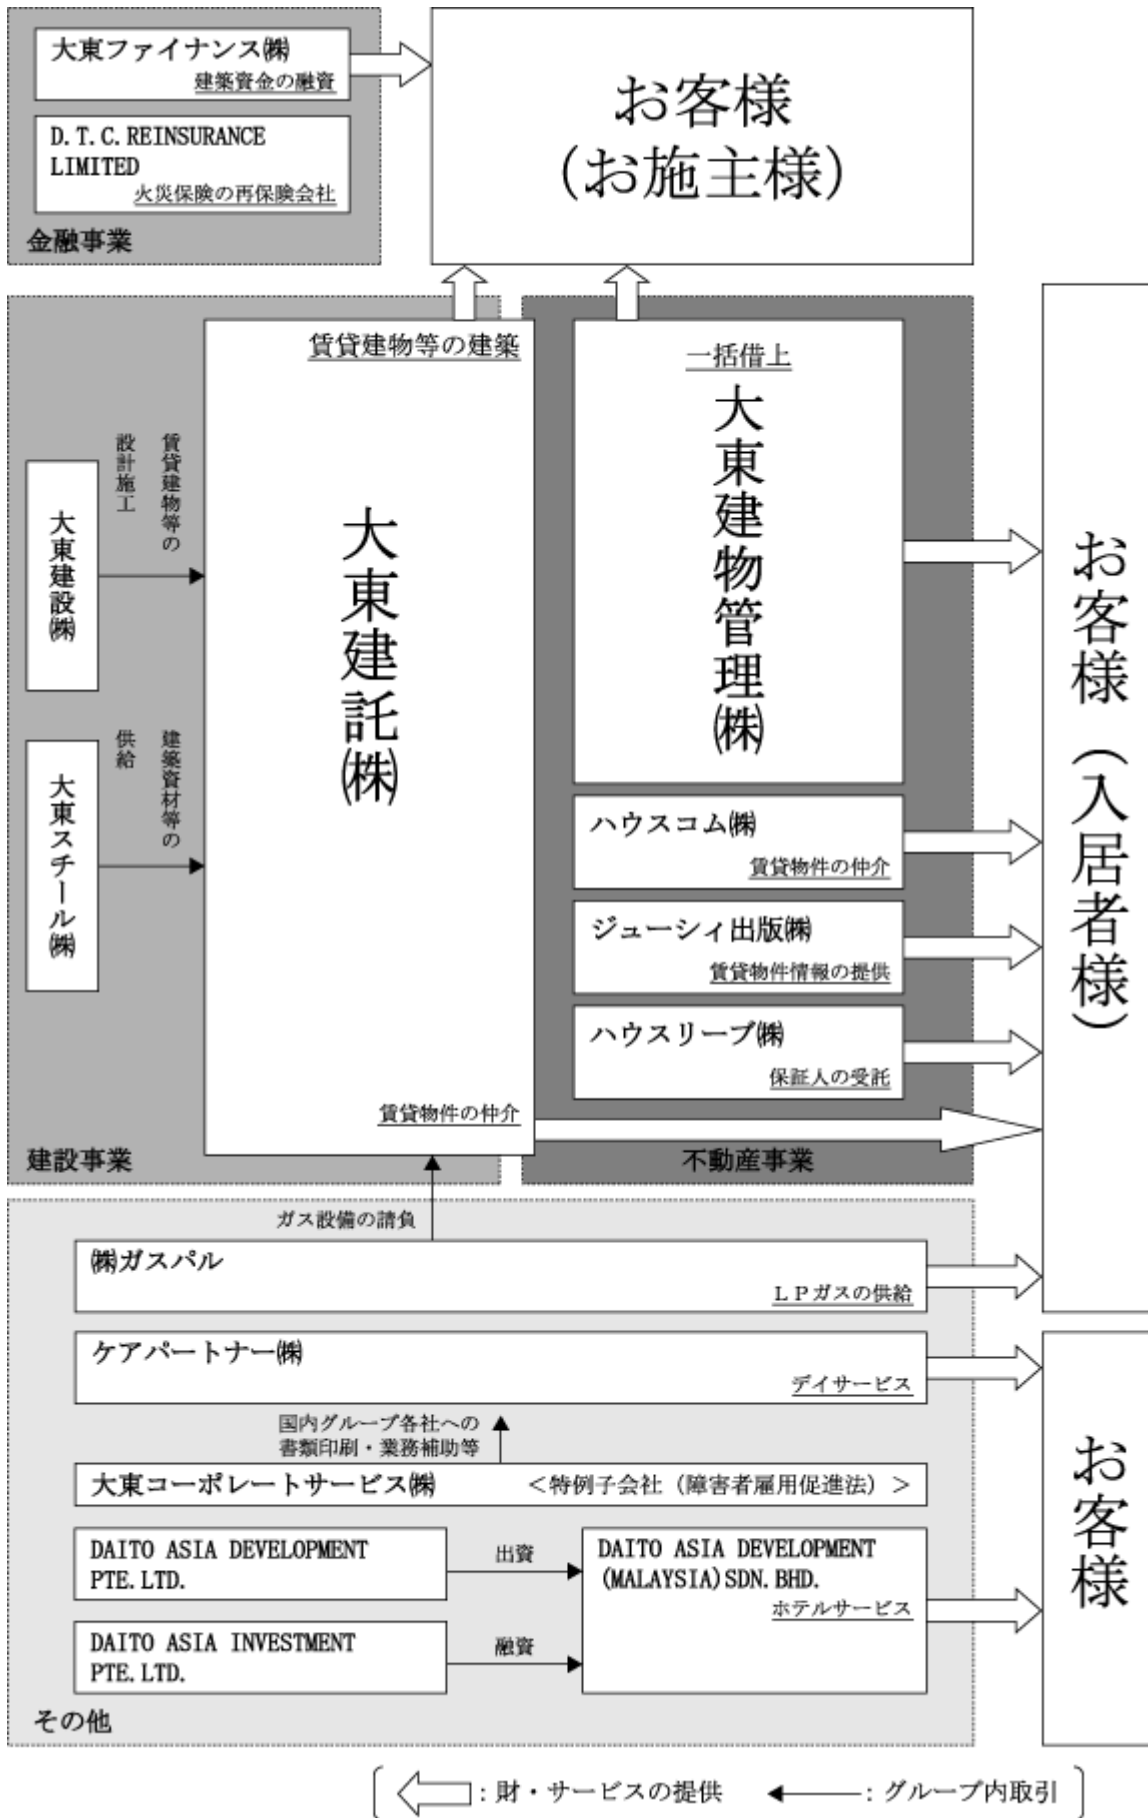 大東ファイナンス㈱
建築資金の融資
D.T.C.REINSURANCE
LIMITED
火災保険の再保険会社
金融事業
お客様
(お施主様)
賃貸建物等の建築
大東建託㈱
賃貸物件の仲介
賃貸建物等の
設計施工
大東建設㈱
建築資材等の
供給
大東スチール㈱
建設事業
一括借上
大東建物管理㈱
ハウスコム㈱
賃貸物件の仲介
ジューシィ出版㈱
賃貸物件情報の提供
ハウスリーブ㈱
保証人の受託
不動産事業
お客様(入居者様)
ガス設備の請負
㈱ガスパル
LPガスの供給
ケアパートナー㈱
デイサービス
国内グループ各社への
書類印刷・業務補助等
大東コーポレートサービス㈱ <特例子会社(障害者雇用促進法)>
DAITO ASIA DEVELOPMENT
PTE.LTD.
出資
DAITO ASIA DEVELOPMENT
(MALAYSIA)SDN.BHD.
ホテルサービス
DAITO ASIA INVESTMENT
PTE.LTD.
融資
その他
お客様
:財・サービスの提供 :グループ内取引